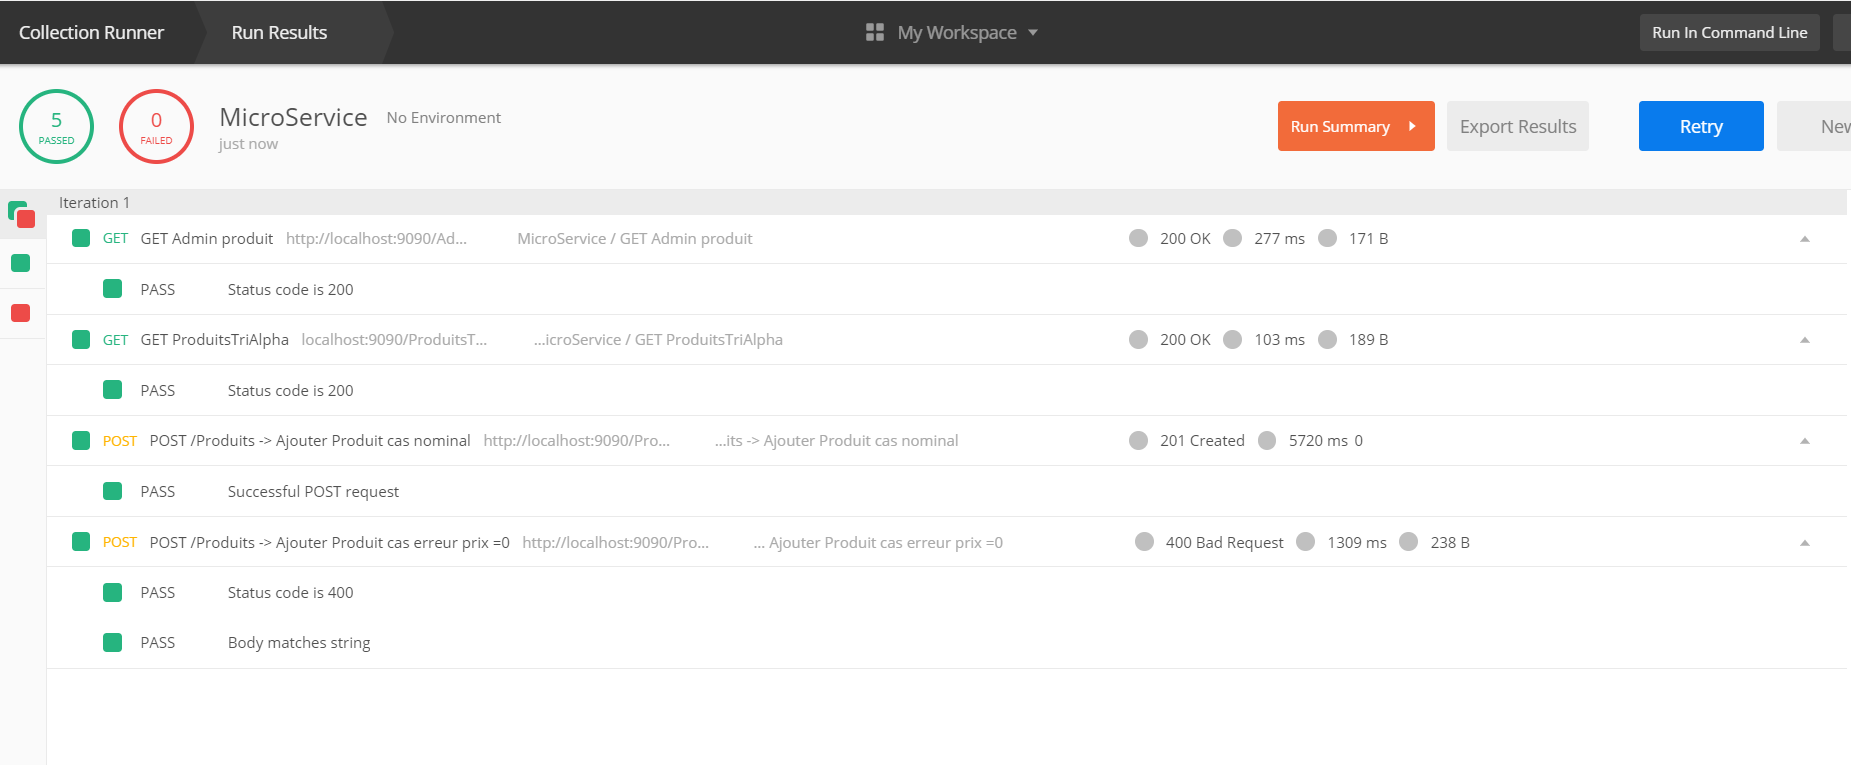 Collection Runner Run Results My Workspace Run In Command Line
5 PASSED 0 FAILED MicroService No Environment Run Summary Export Results Retry New
just now
Iteration 1
GET GET Admin produit http://localhost:9090/Ad... MicroService / GET Admin produit 200 OK 277 ms 171 B
PASS Status code is 200
GET GET ProduitsTriAlpha localhost:9090/ProduitsT... ...icroService / GET ProduitsTriAlpha 200 OK 103 ms 189 B
PASS Status code is 200
POST POST /Produits -> Ajouter Produit cas nominal http://localhost:9090/Pro... ...its -> Ajouter Produit cas nominal 201 Created 5720 ms 0
PASS Successful POST request
POST POST /Produits -> Ajouter Produit cas erreur prix =0 http://localhost:9090/Pro... ... Ajouter Produit cas erreur prix =0 400 Bad Request 1309 ms 238 B
PASS Status code is 400
PASS Body matches string